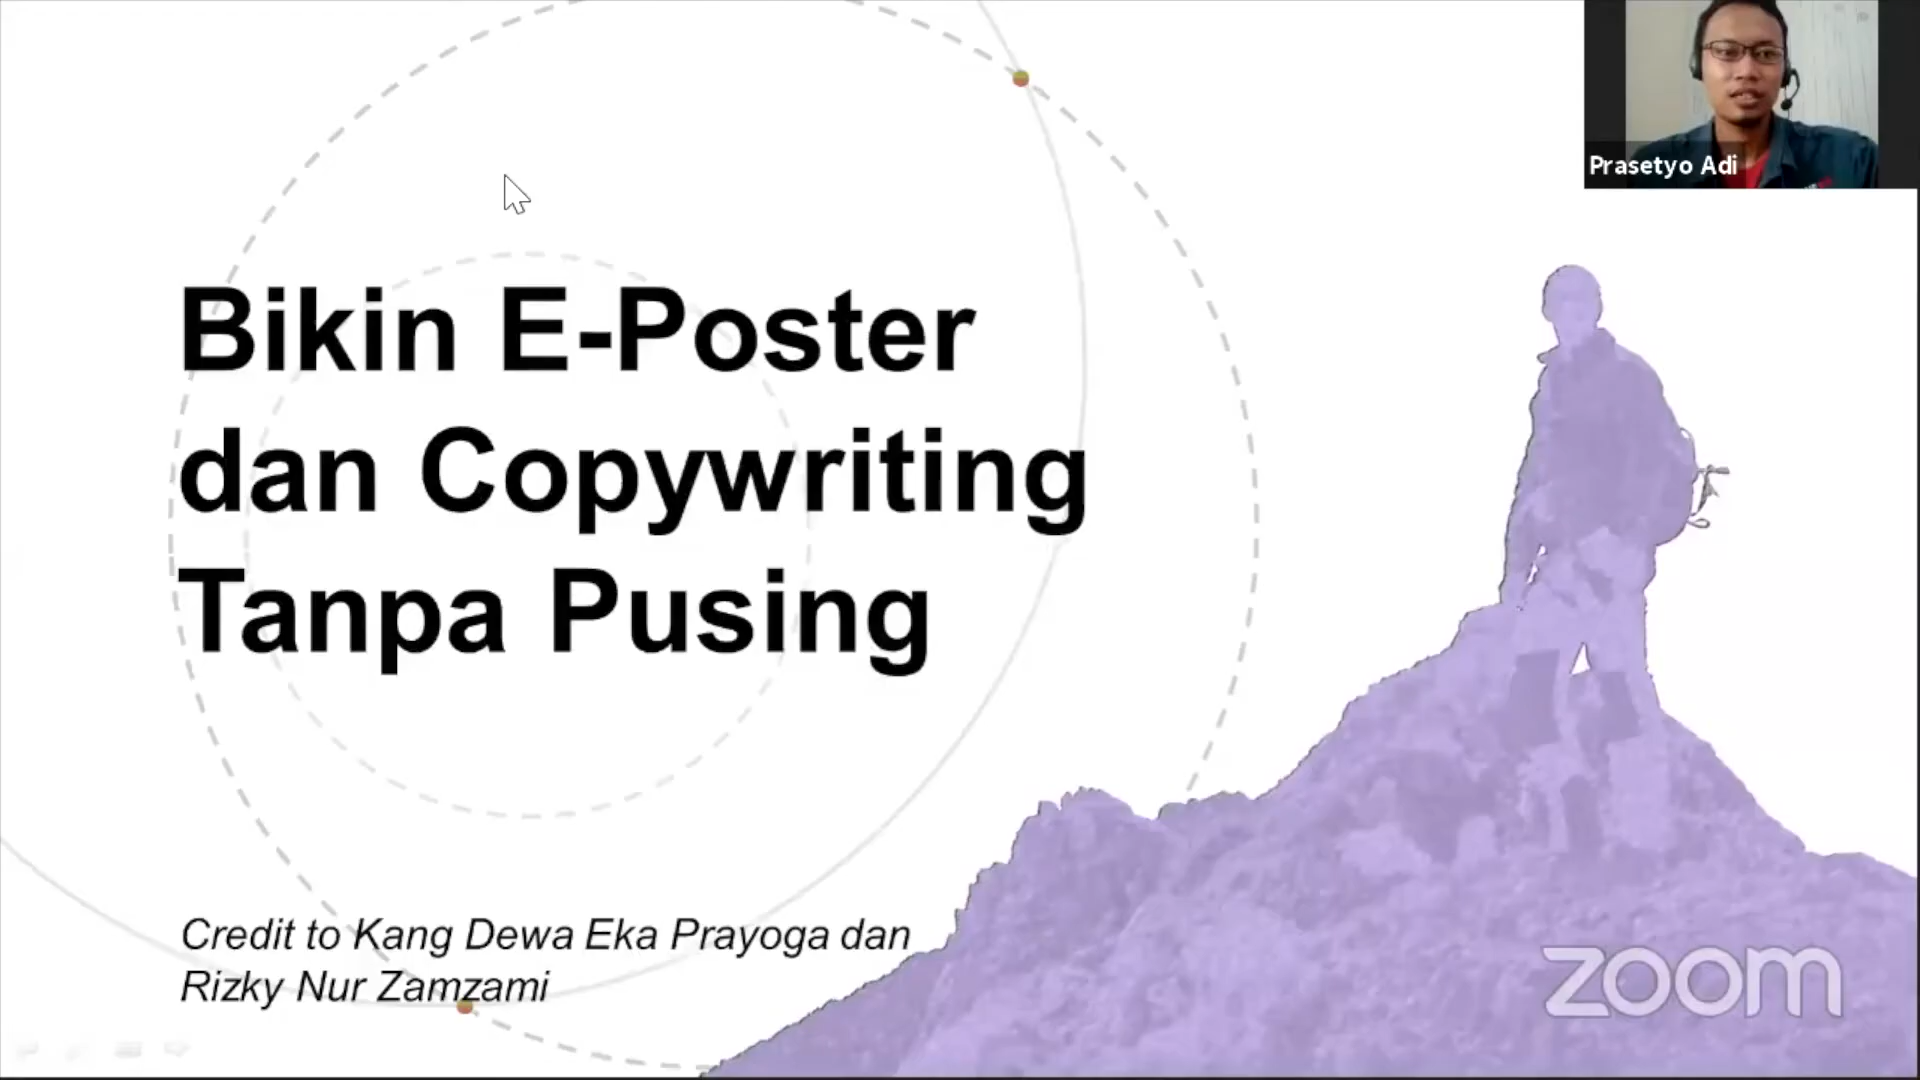 Prasetyo Adi
Bikin E-Poster
dan Copywriting
Tanpa Pusing
Credit to Kang Dewa Eka Prayoga dan
Rizky Nur Zamzami
zoom